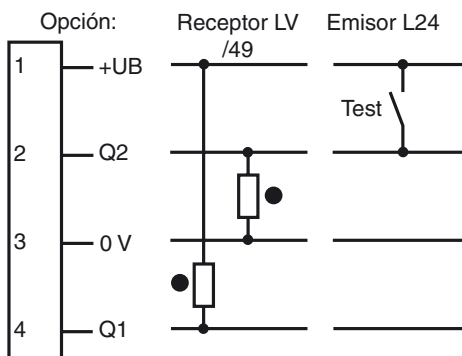 Opción: Receptor LV Emisor L24
/49
1 +UB
Test
2 Q2
3 0 V
4 Q1